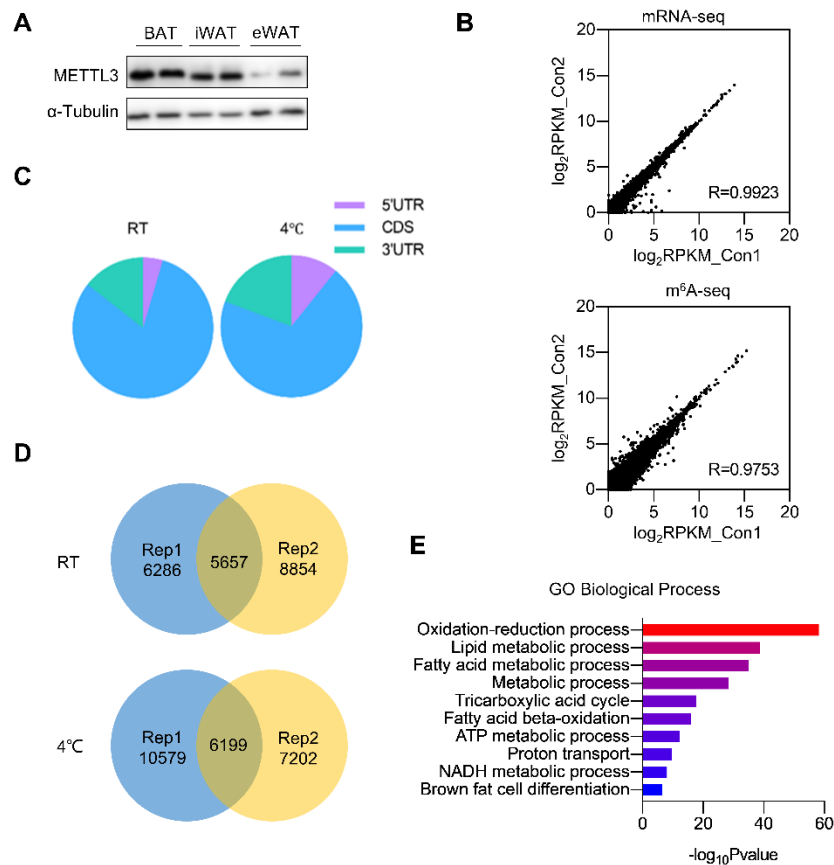 A
BAT iWAT eWAT
METTL3
α-Tubulin
B
mRNA-seq
log2RPKM_Con2
20
15
10
5
0
R=0.9923
0 5 10 15 20
log2RPKM_Con1
m⁶A-seq
log2RPKM_Con2
20
15
10
5
0
R=0.9753
0 5 10 15 20
log2RPKM_Con1
C
RT
4℃
5'UTR
CDS
3'UTR
D
RT
Rep1
6286
5657
Rep2
8854
4℃
Rep1
10579
6199
Rep2
7202
E
GO Biological Process
Oxidation-reduction process
Lipid metabolic process
Fatty acid metabolic process
Metabolic process
Tricarboxylic acid cycle
Fatty acid beta-oxidation
ATP metabolic process
Proton transport
NADH metabolic process
Brown fat cell differentiation
0 20 40 60
-log10Pvalue